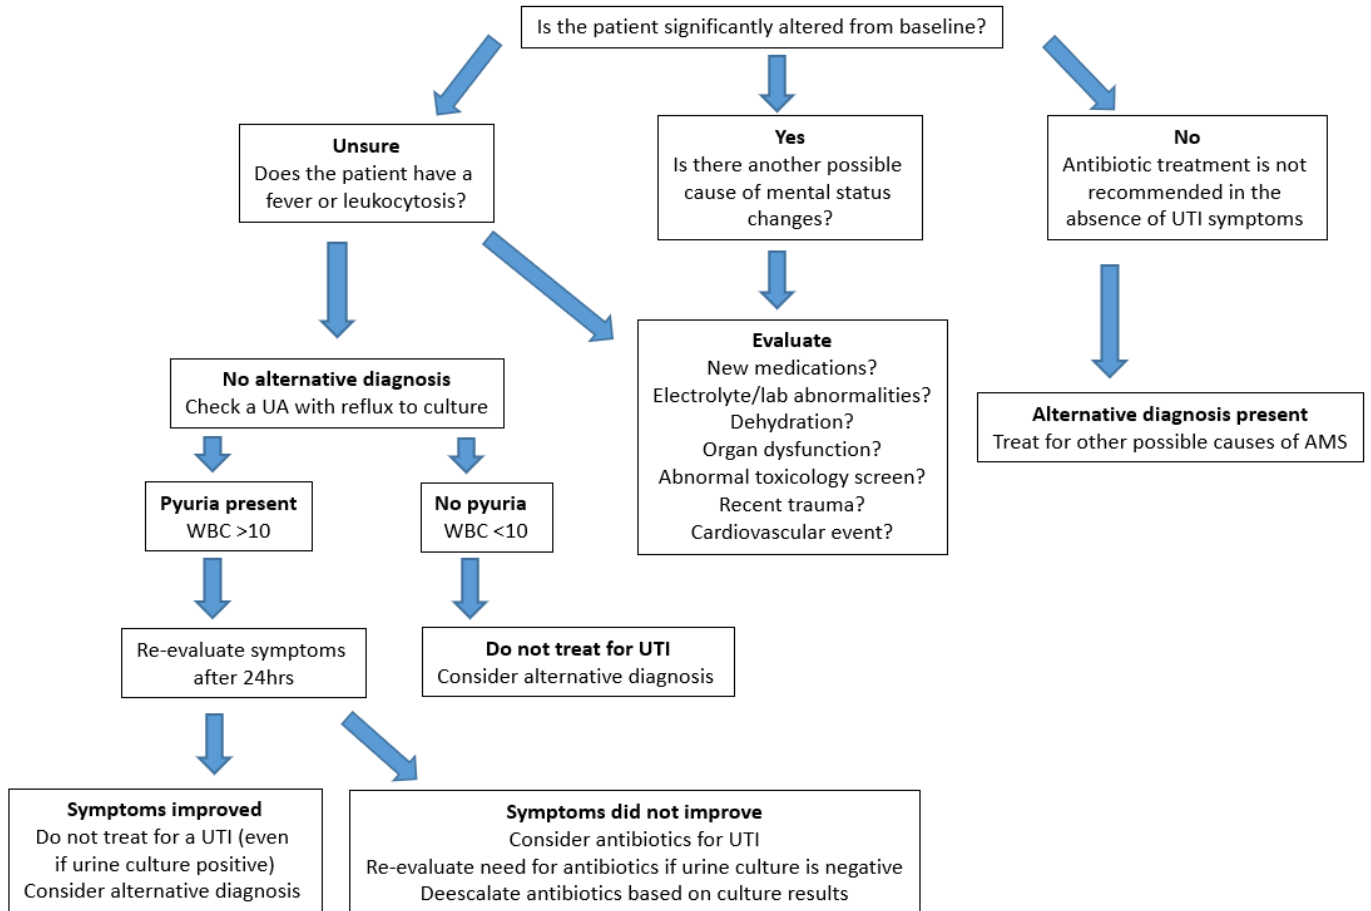 Is the patient significantly altered from baseline?
Unsure
Does the patient have a
fever or leukocytosis?
Yes
Is there another possible
cause of mental status
changes?
No
Antibiotic treatment is not
recommended in the
absence of UTI symptoms
No alternative diagnosis
Check a UA with reflux to culture
Evaluate
New medications?
Electrolyte/lab abnormalities?
Dehydration?
Organ dysfunction?
Abnormal toxicology screen?
Recent trauma?
Cardiovascular event?
Alternative diagnosis present
Treat for other possible causes of AMS
Pyuria present
WBC >10
No pyuria
WBC <10
Re-evaluate symptoms
after 24hrs
Do not treat for UTI
Consider alternative diagnosis
Symptoms improved
Do not treat for a UTI (even
if urine culture positive)
Consider alternative diagnosis
Symptoms did not improve
Consider antibiotics for UTI
Re-evaluate need for antibiotics if urine culture is negative
Deescalate antibiotics based on culture results